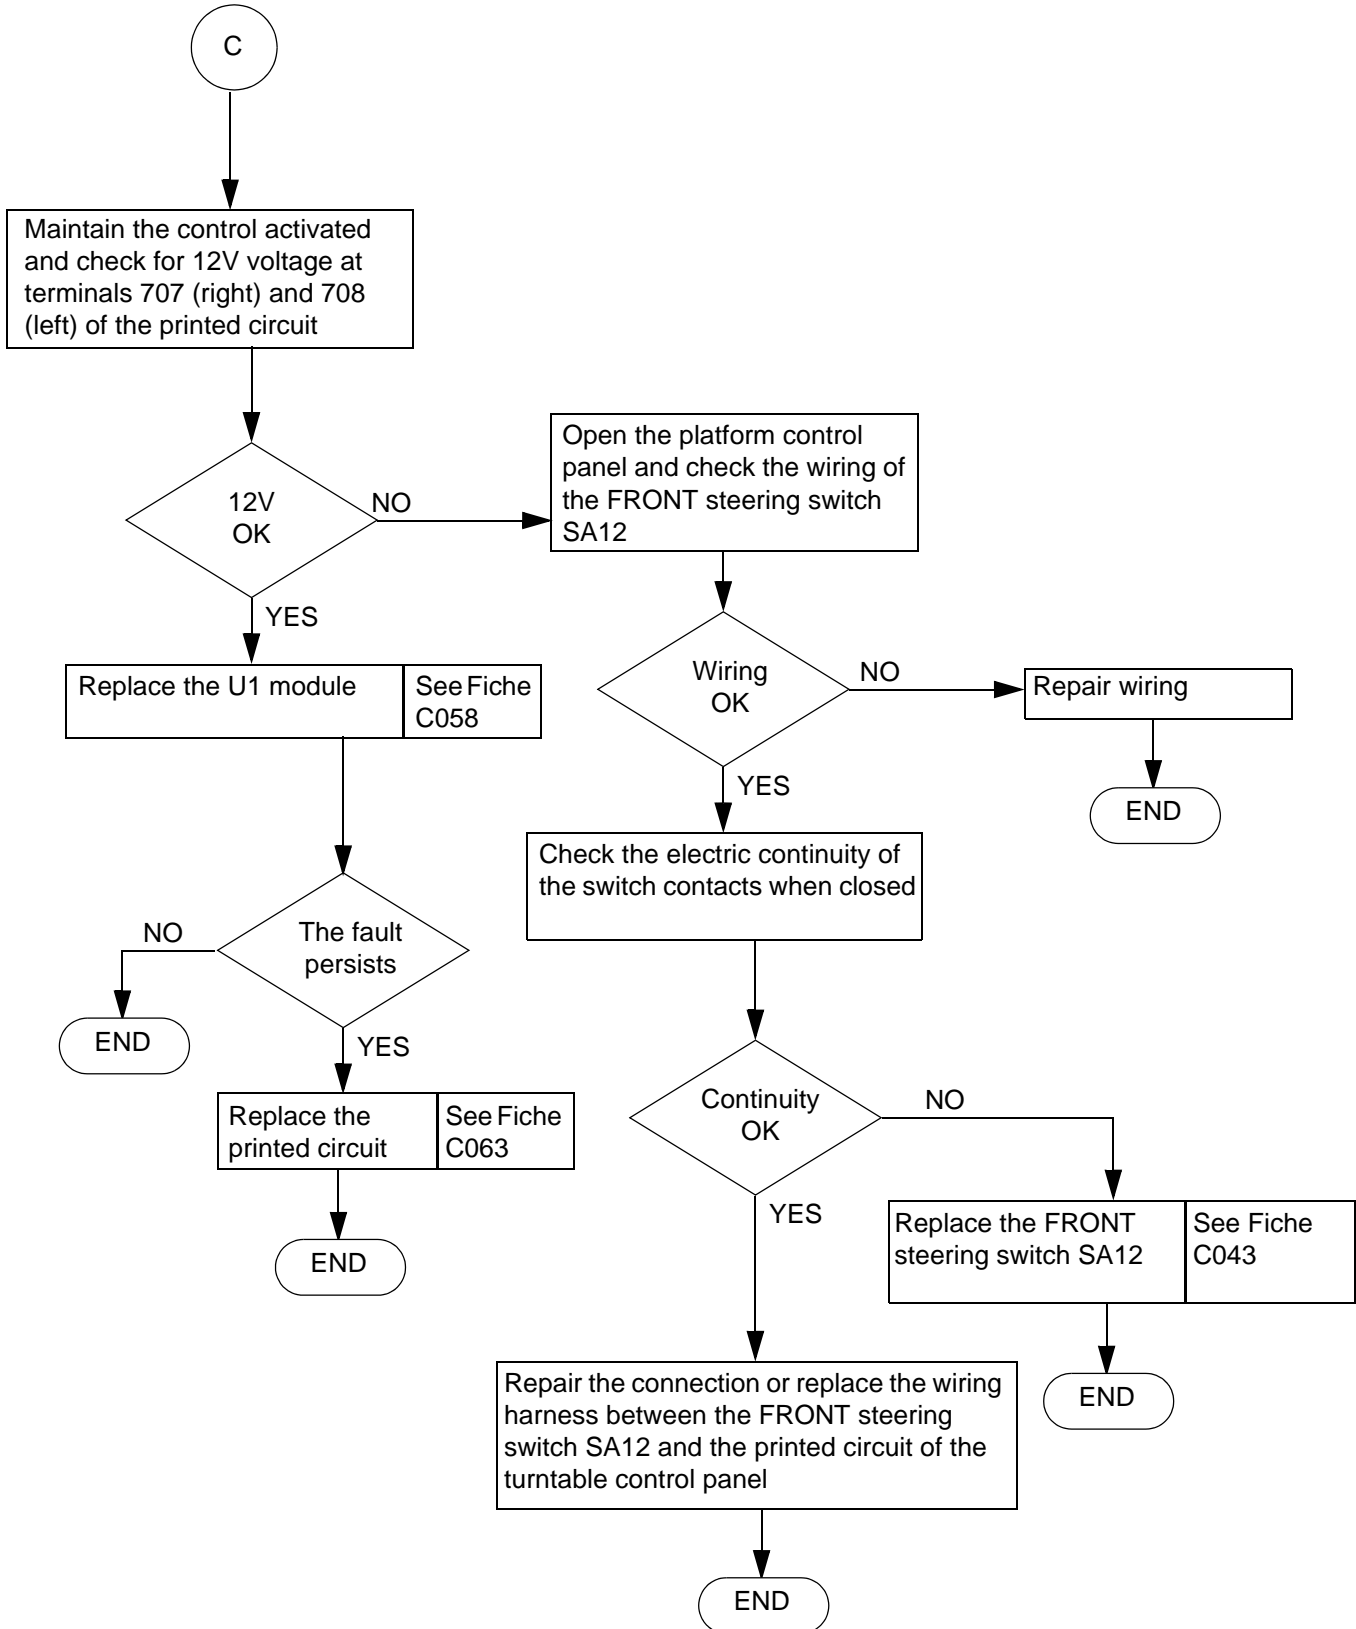 C
Maintain the control activated
and check for 12V voltage at
terminals 707 (right) and 708
(left) of the printed circuit
12V
OK
NO
YES
Open the platform control
panel and check the wiring of
the FRONT steering switch
SA12
Replace the U1 module
See Fiche
C058
Wiring
OK
NO
YES
Repair wiring
END
Check the electric continuity of
the switch contacts when closed
The fault
persists
NO
END
YES
Replace the
printed circuit
See Fiche
C063
END
Continuity
OK
NO
YES
Replace the FRONT
steering switch SA12
See Fiche
C043
END
Repair the connection or replace the wiring
harness between the FRONT steering
switch SA12 and the printed circuit of the
turntable control panel
END